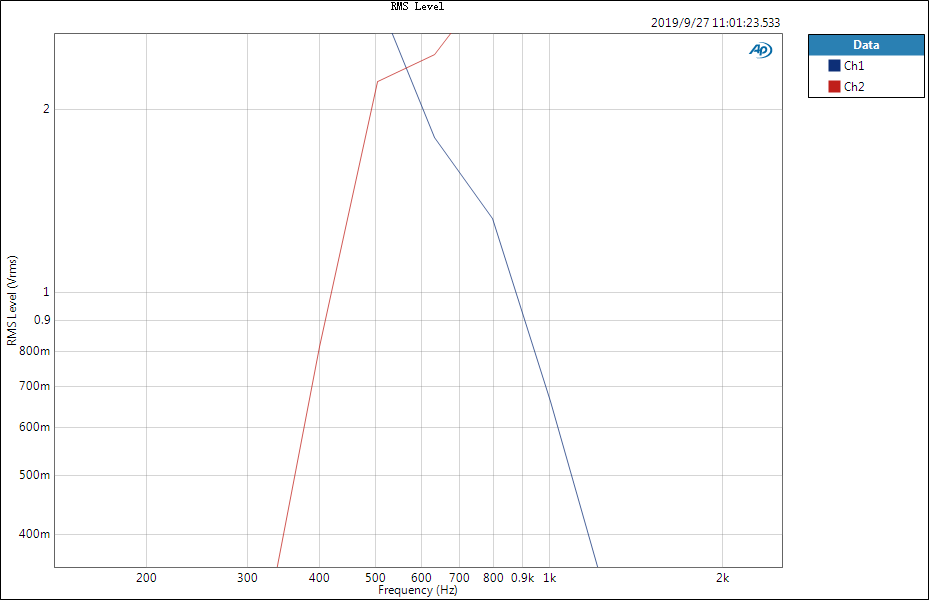 RMS Level
2019/9/27 11:01:23.533
AP
Data
Ch1
Ch2
RMS Level (Vrms)
2
1
0.9
800m
700m
600m
500m
400m
200 300 400 500 600 700 800 0.9k 1k 2k
Frequency (Hz)